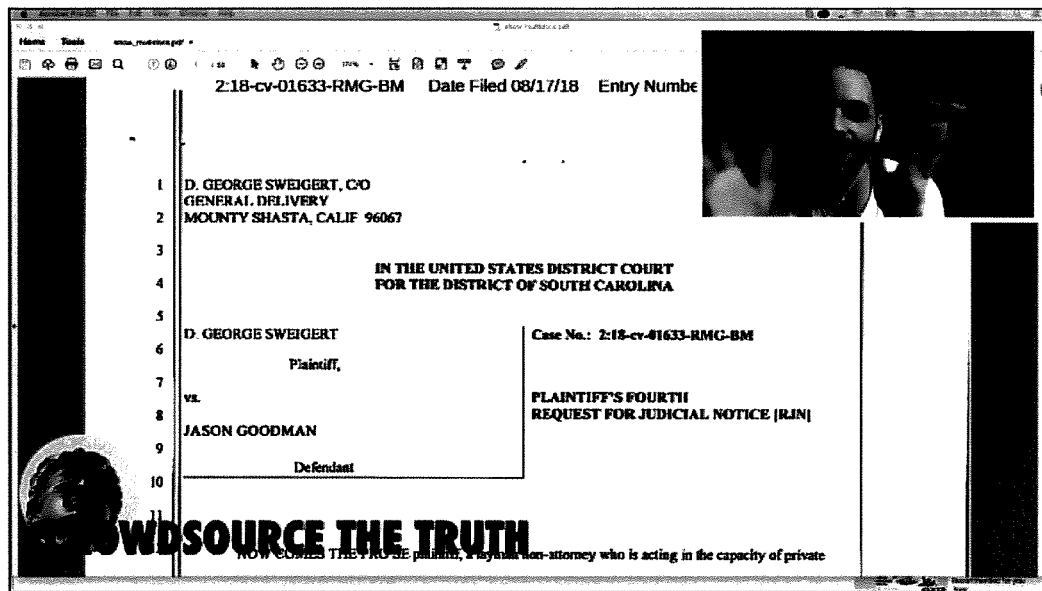 Home Tools
2:18-cv-01633-RMG-BM Date Filed 08/17/18 Entry Numbe
1 D. GEORGE SWEIGERT, C/O
GENERAL DELIVERY
2 MOUNTY SHASTA, CALIF 96067
3
IN THE UNITED STATES DISTRICT COURT
4 FOR THE DISTRICT OF SOUTH CAROLINA
5
D. GEORGE SWEIGERT Case No.: 2:18-cv-01633-RMG-BM
6
Plaintiff,
7
vs. PLAINTIFF'S FOURTH
8 REQUEST FOR JUDICIAL NOTICE [RJN]
JASON GOODMAN
9
Defendant
10
11
OWDSOURCE THE TRUTH
NOW COMES THE PRO SE plaintiff, a layman non-attorney who is acting in the capacity of private